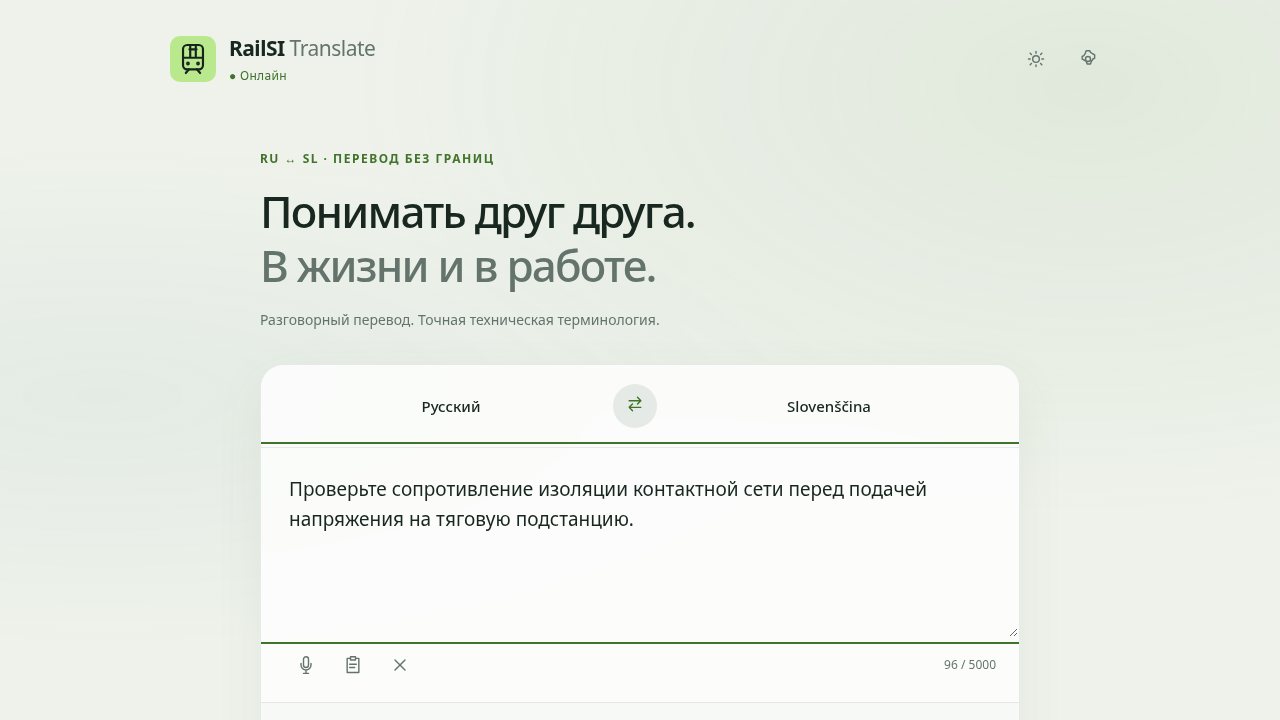 RailSI Translate
● Онлайн
RU ↔ SL · ПЕРЕВОД БЕЗ ГРАНИЦ
Понимать друг друга.
В жизни и в работе.
Разговорный перевод. Точная техническая терминология.
Русский
Slovenščina
Проверьте сопротивление изоляции контактной сети перед подачей
напряжения на тяговую подстанцию.
96 / 5000